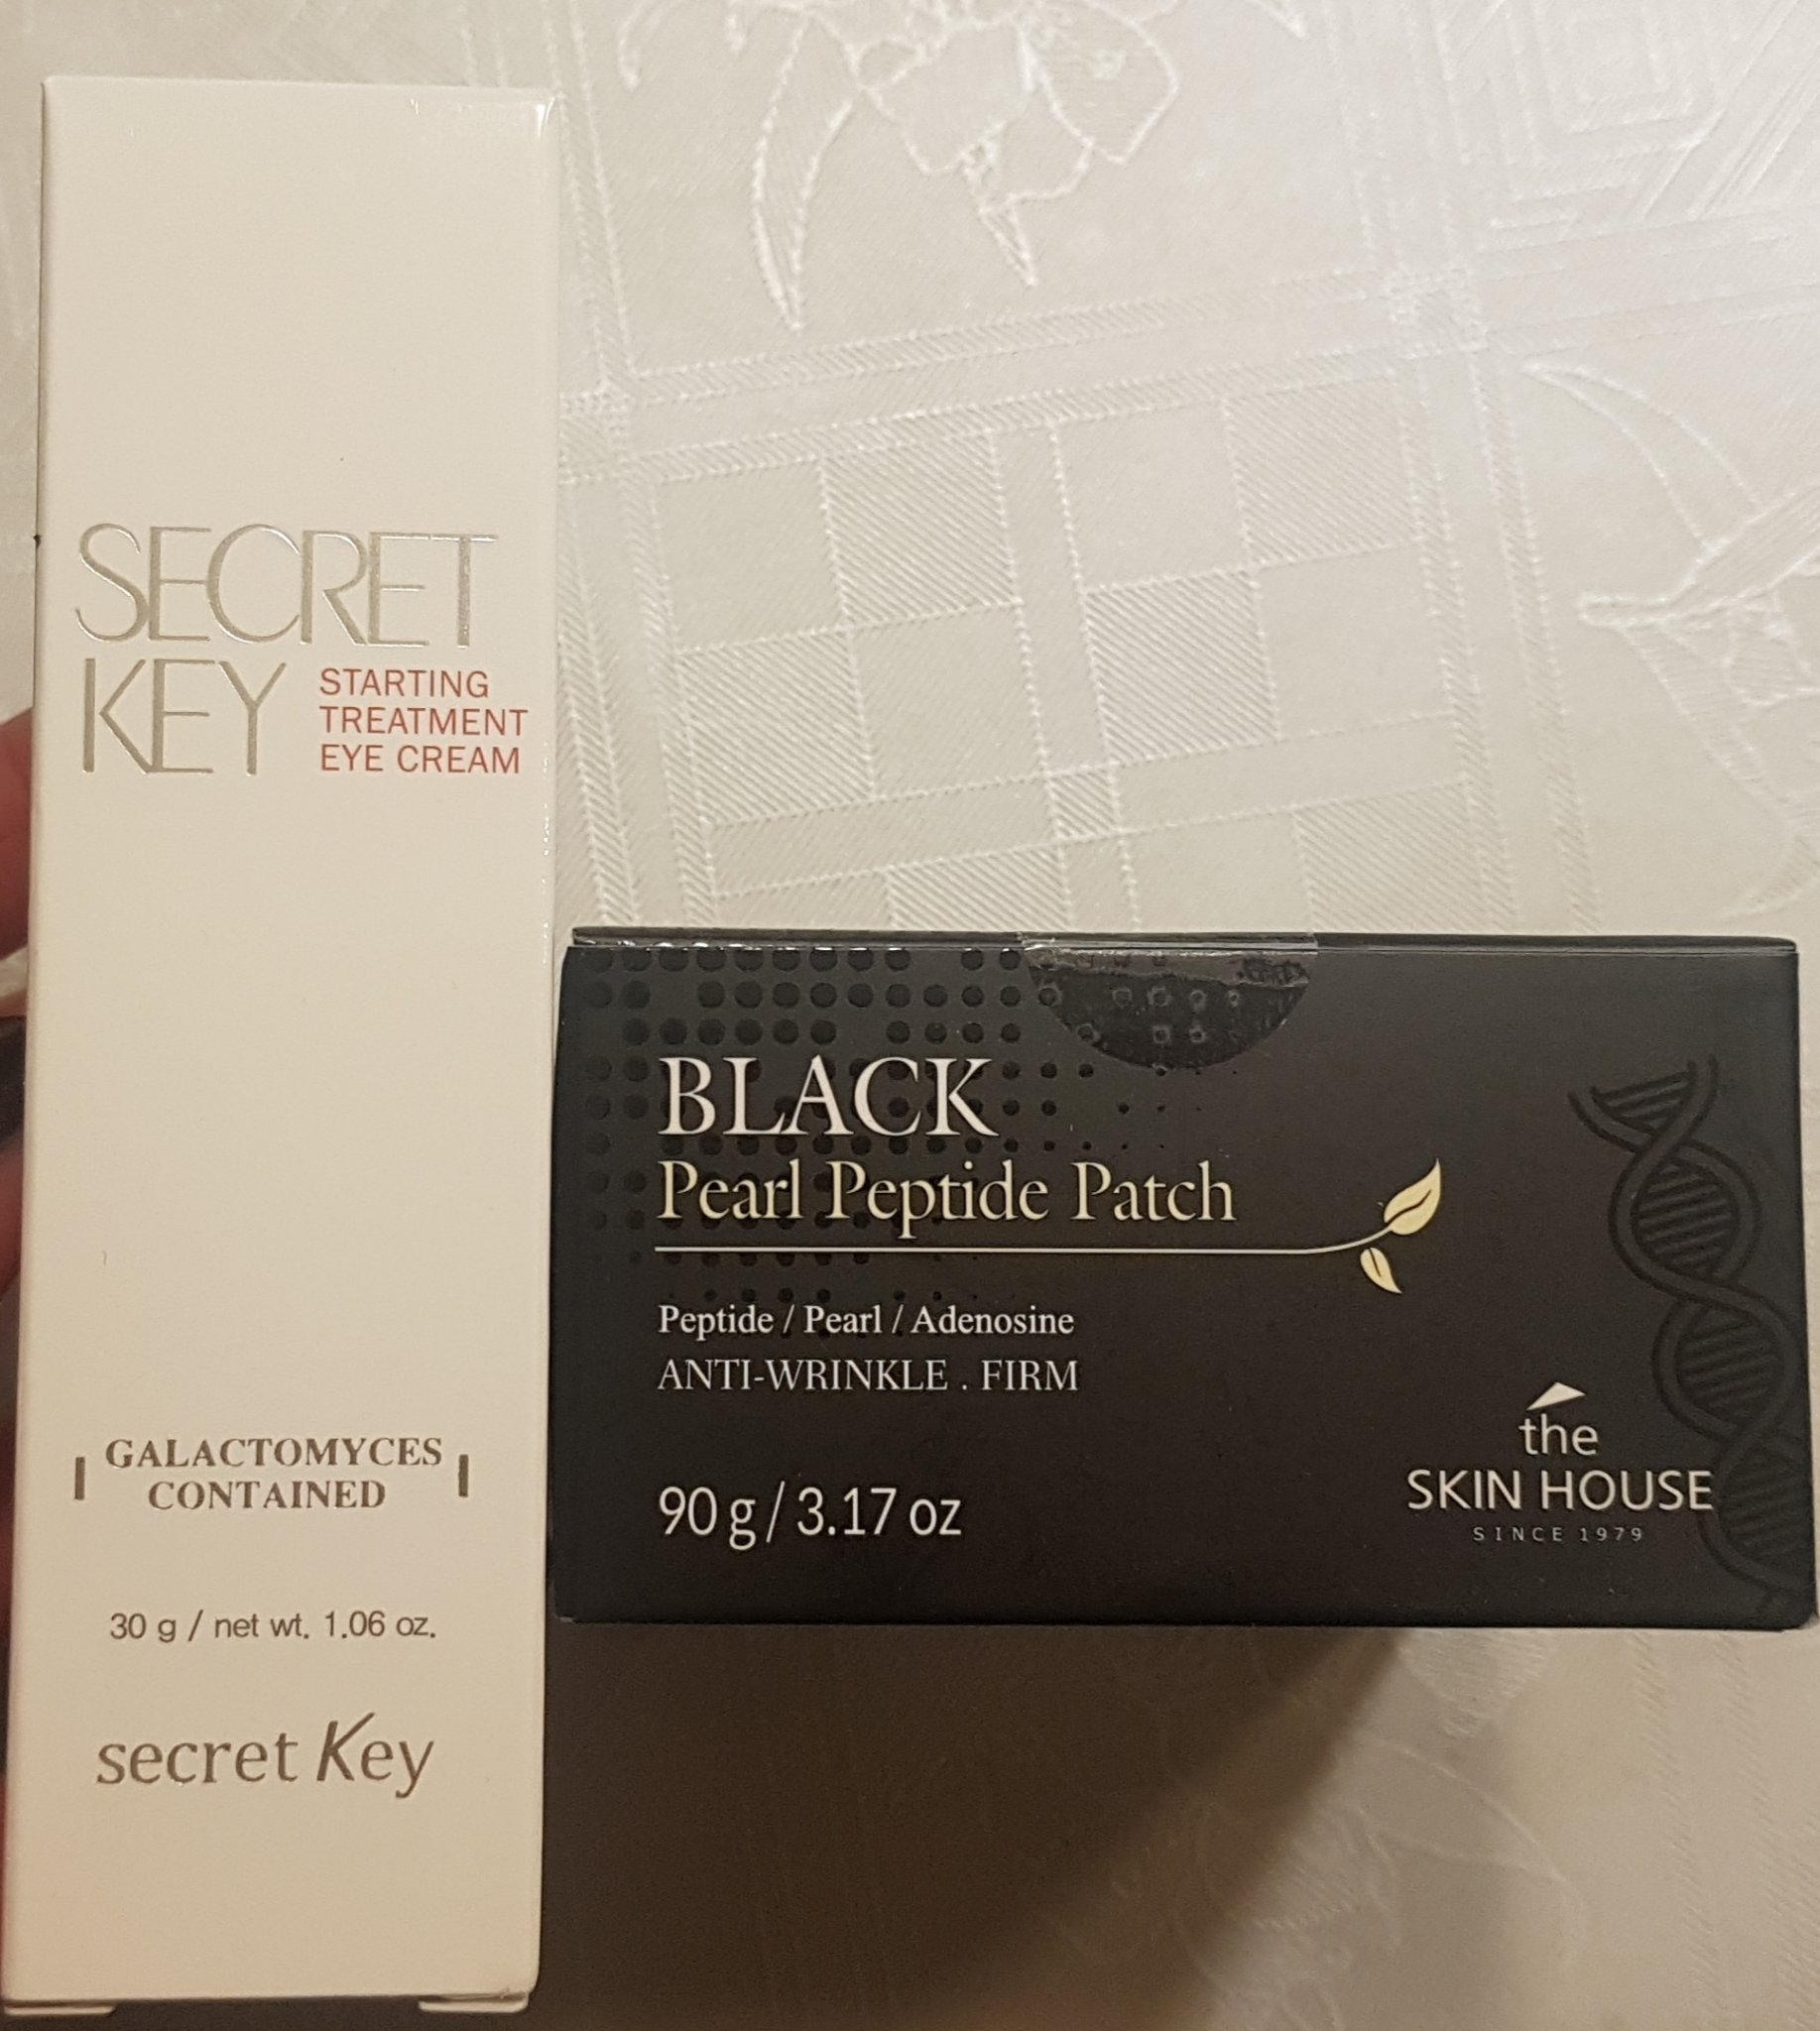 SECRET
KEY
STARTING
TREATMENT
EYE CREAM
GALACTOMYCES
CONTAINED
30 g / net wt. 1.06 oz.
secret Key
BLACK
Pearl Peptide Patch
Peptide / Pearl / Adenosine
ANTI-WRINKLE . FIRM
90 g / 3.17 oz
the
SKIN HOUSE
SINCE 1979